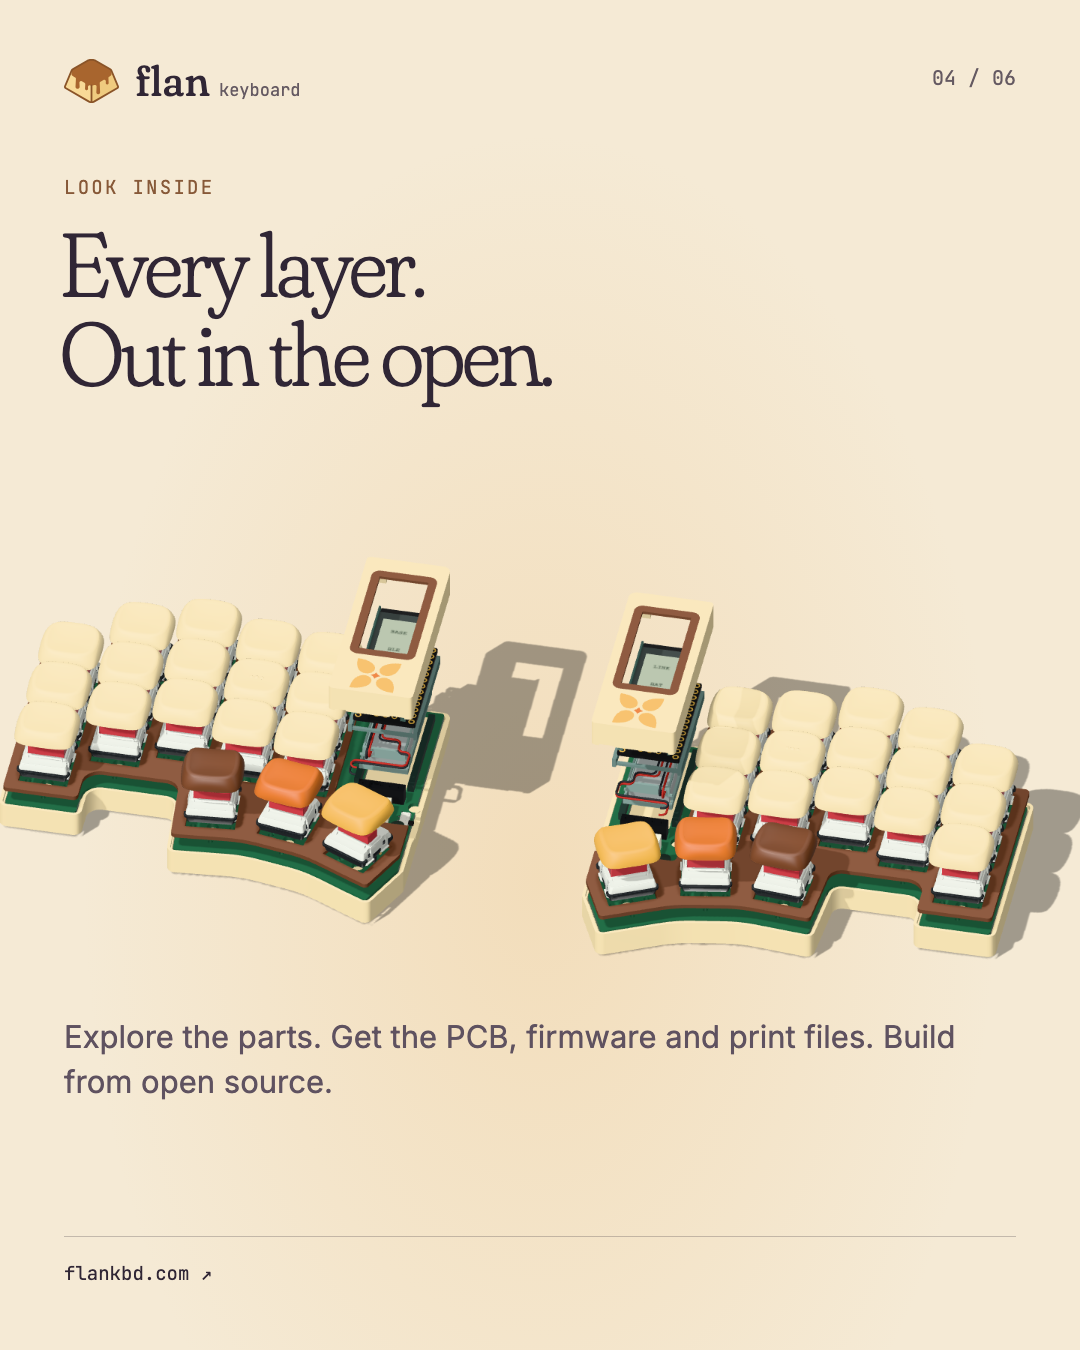 flan keyboard
04 / 06
LOOK INSIDE
Every layer.
Out in the open.
Explore the parts. Get the PCB, firmware and print files. Build
from open source.
flankbd.com ↗